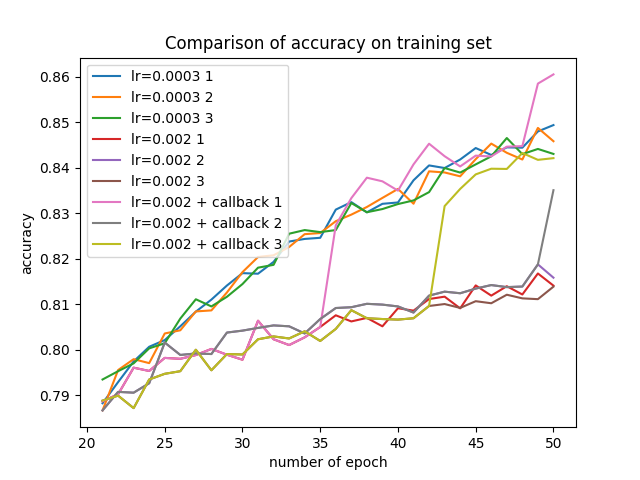 Comparison of accuracy on training set
0.86
0.85
0.84
0.83
0.82
0.81
0.80
0.79
accuracy
lr=0.0003 1
lr=0.0003 2
lr=0.0003 3
lr=0.002 1
lr=0.002 2
lr=0.002 3
lr=0.002 + callback 1
lr=0.002 + callback 2
lr=0.002 + callback 3
20 25 30 35 40 45 50
number of epoch